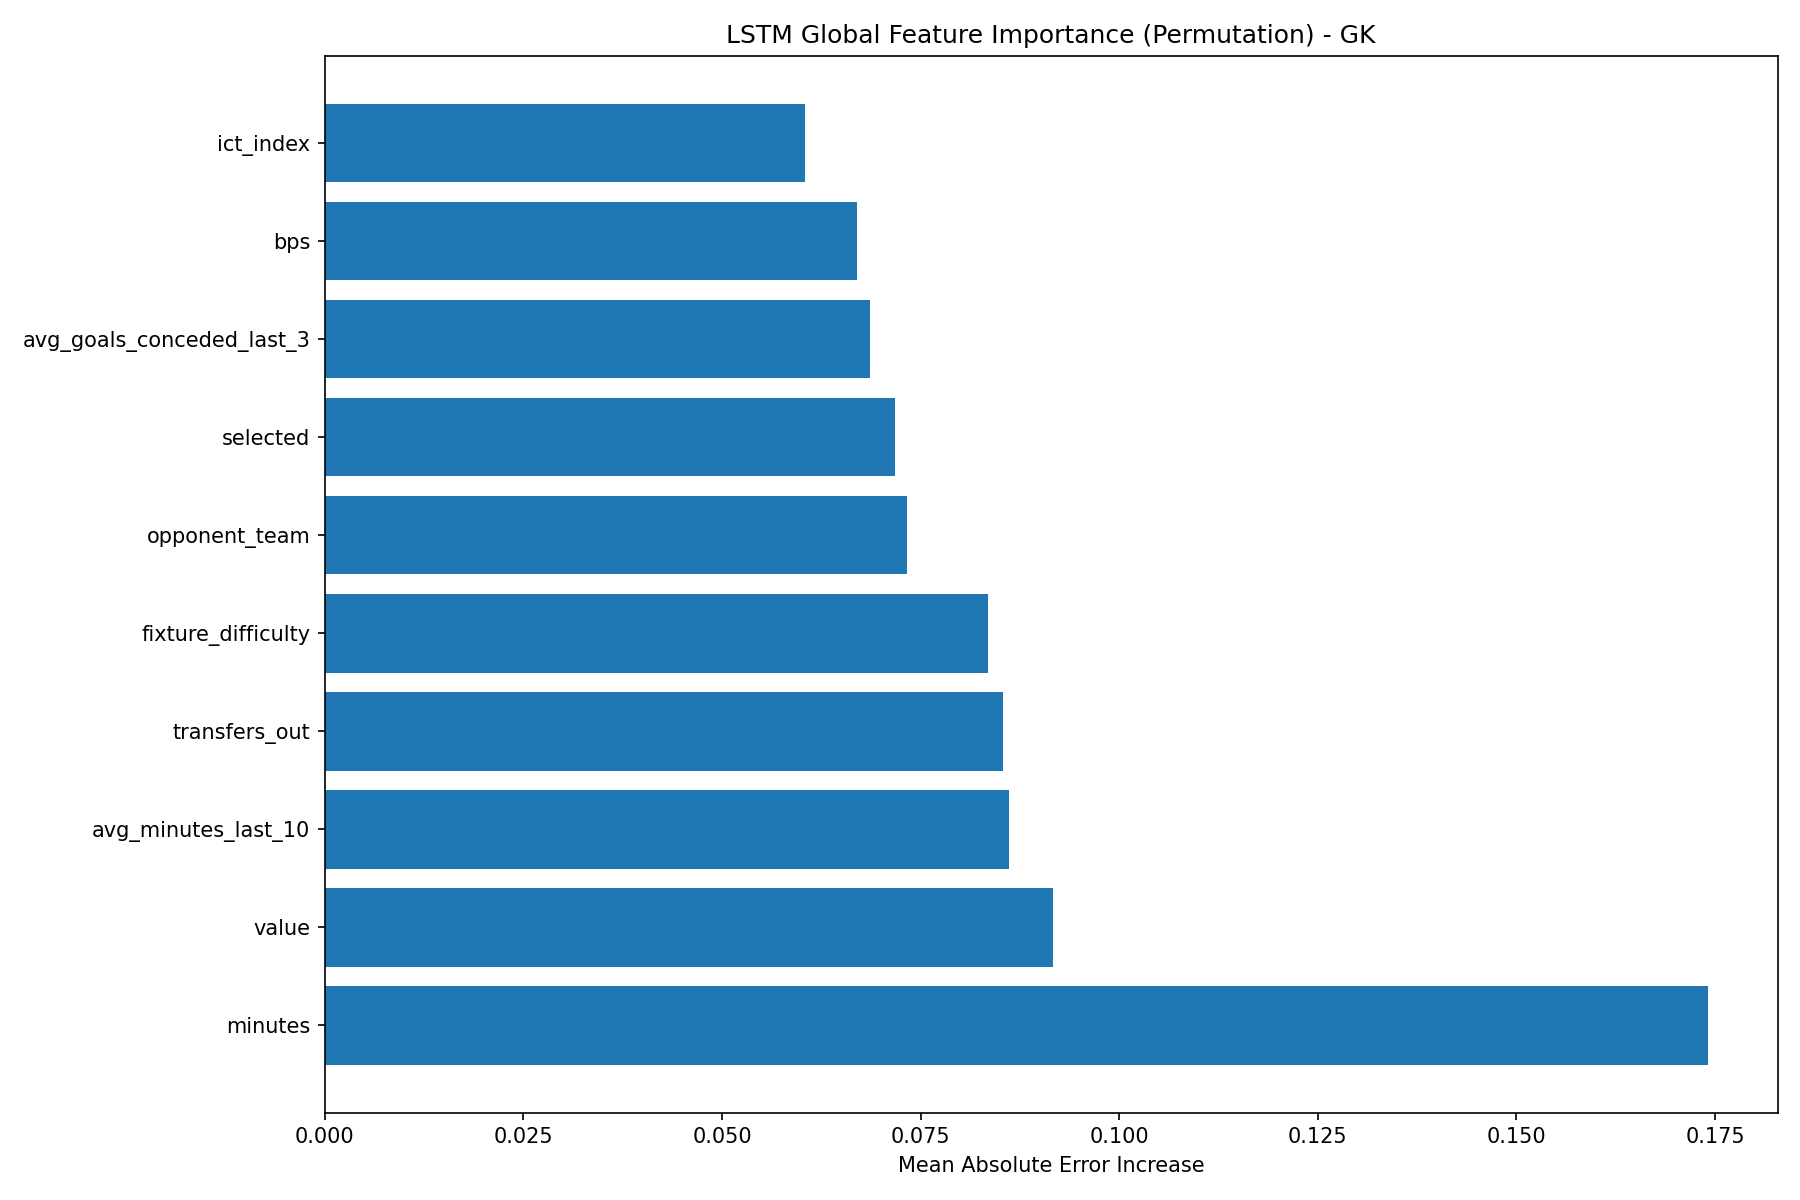 LSTM Global Feature Importance (Permutation) - GK
ict_index
bps
avg_goals_conceded_last_3
selected
opponent_team
fixture_difficulty
transfers_out
avg_minutes_last_10
value
minutes
0.000 0.025 0.050 0.075 0.100 0.125 0.150 0.175
Mean Absolute Error Increase